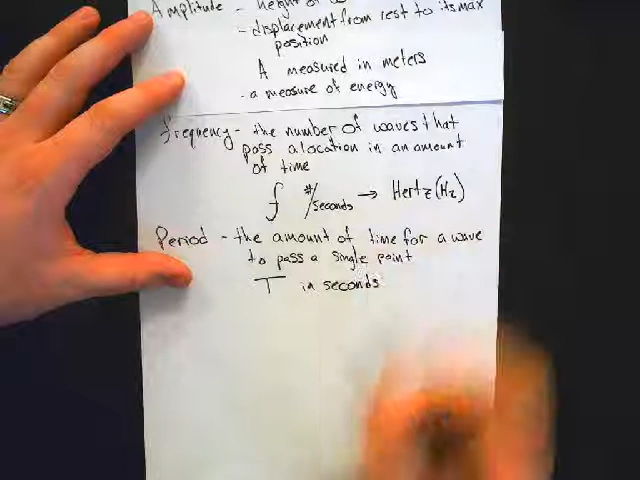 Amplitude - height of
- displacement from rest to its max
position
A measured in meters
- a measure of energy
frequency - the number of waves that
pass a location in an amount
of time
f #/seconds → Hertz (Hz)
Period - the amount of time for a wave
to pass a single point
T in seconds